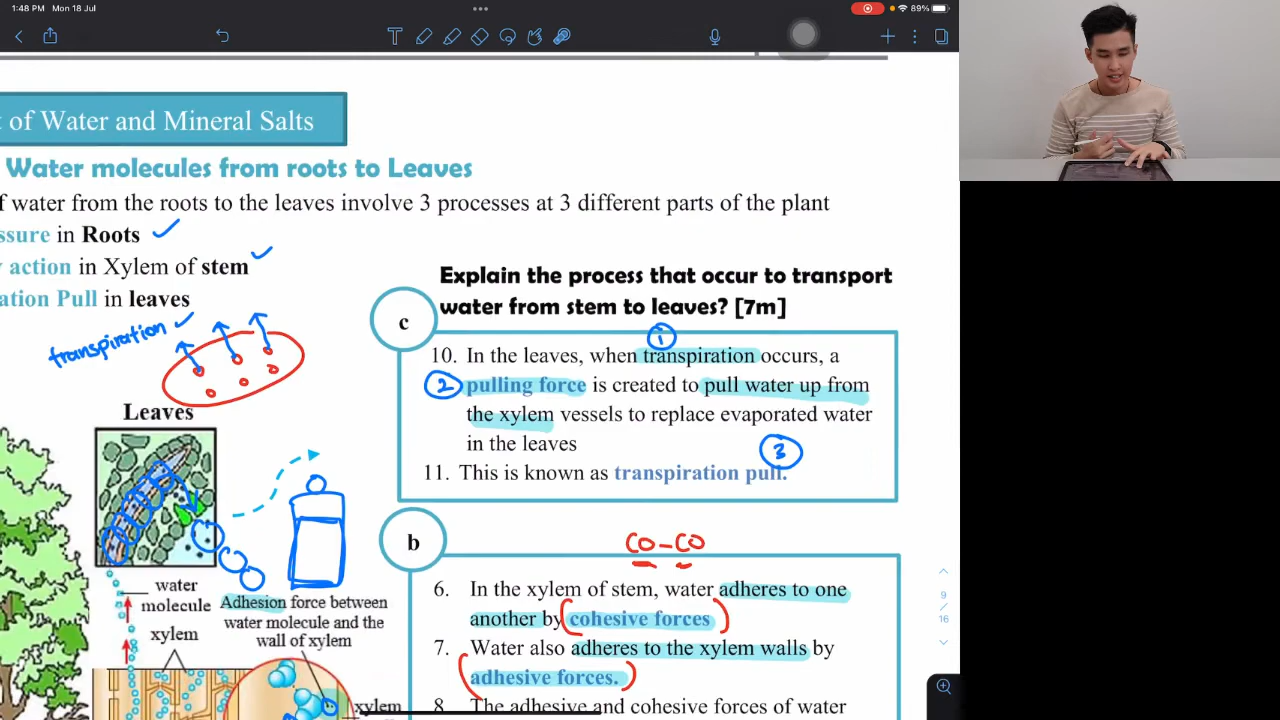 1:48 PM Mon 18 Jul
89%
of Water and Mineral Salts
Water molecules from roots to Leaves
of water from the roots to the leaves involve 3 processes at 3 different parts of the plant
ssure in Roots
action in Xylem of stem
ation Pull in leaves
transpiration
Leaves
water
molecule
xylem
Adhesion force between
water molecule and the
wall of xylem
xylem
Explain the process that occur to transport
water from stem to leaves? [7m]
c
1
10. In the leaves, when transpiration occurs, a
2 pulling force is created to pull water up from
the xylem vessels to replace evaporated water
in the leaves
3
11. This is known as transpiration pull.
b
CO-CO
6. In the xylem of stem, water adheres to one
another by (cohesive forces)
7. Water also adheres to the xylem walls by
(adhesive forces.)
8. The adhesive and cohesive forces of water
9
/
16